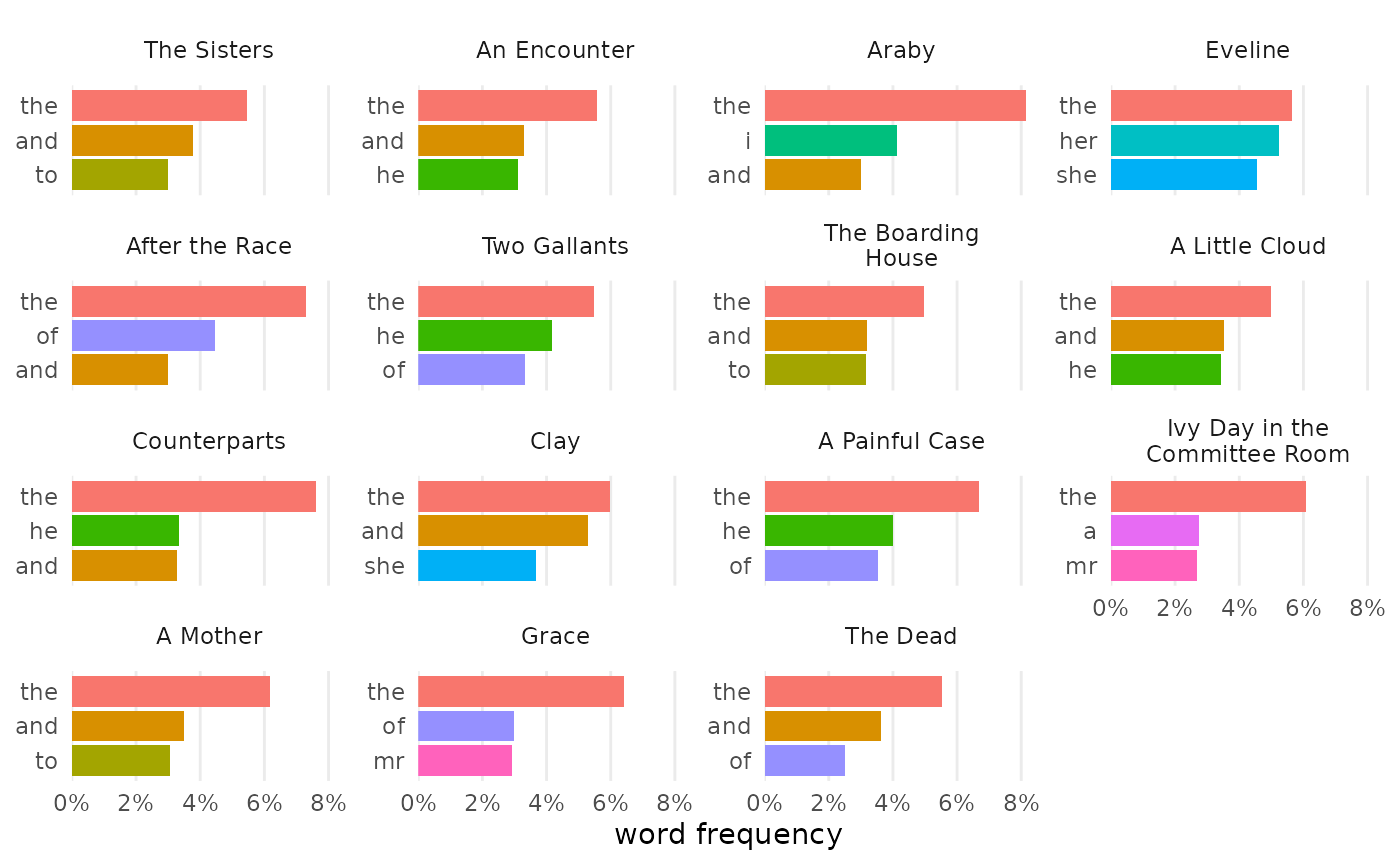 The Sisters
the
and
to
An Encounter
the
and
he
Araby
the
i
and
Eveline
the
her
she
After the Race
the
of
and
Two Gallants
the
he
of
The Boarding
House
the
and
to
A Little Cloud
the
and
he
Counterparts
the
he
and
Clay
the
and
she
A Painful Case
the
he
of
Ivy Day in the
Committee Room
the
a
mr
0% 2% 4% 6% 8%
A Mother
the
and
to
0% 2% 4% 6% 8%
Grace
the
of
mr
0% 2% 4% 6% 8%
The Dead
the
and
of
0% 2% 4% 6% 8%
word frequency